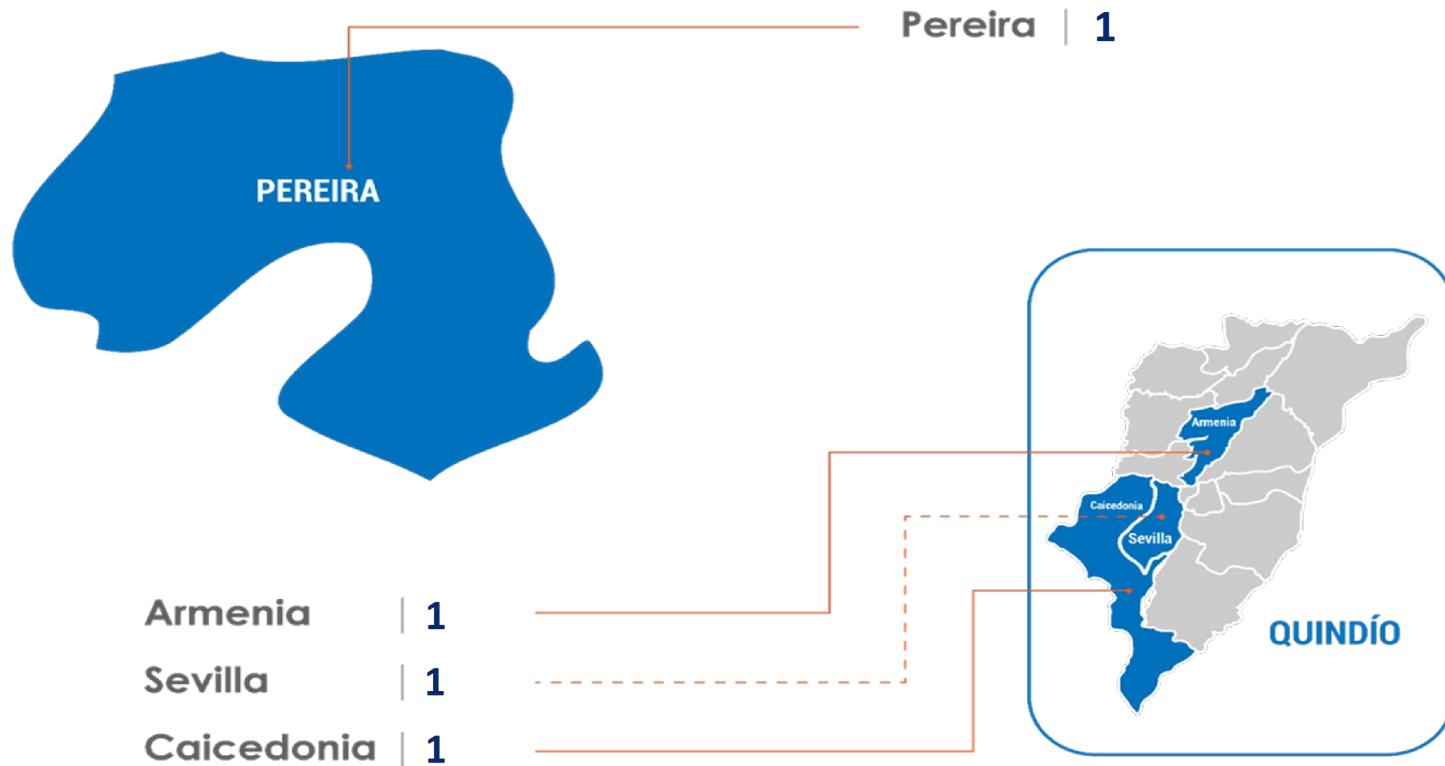 Pereira | 1
PEREIRA
Armenia
Caicedonia
Sevilla
QUINDÍO
Armenia | 1
Sevilla | 1
Caicedonia | 1